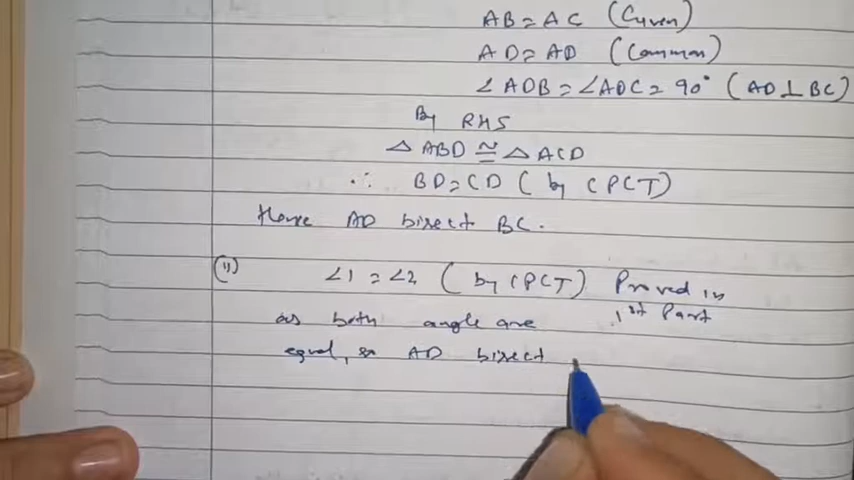 AB = AC (Given)
AD = AD (Common)
∠ADB = ∠ADC = 90° (AD⊥BC)
By RHS
△ABD ≅ △ACD
∴ BD = CD (by CPCT)
Hence AD bisect BC.
(ii) ∠1 = ∠2 (by CPCT) Proved in
1st Part
as both angle are
equal, so AD bisect